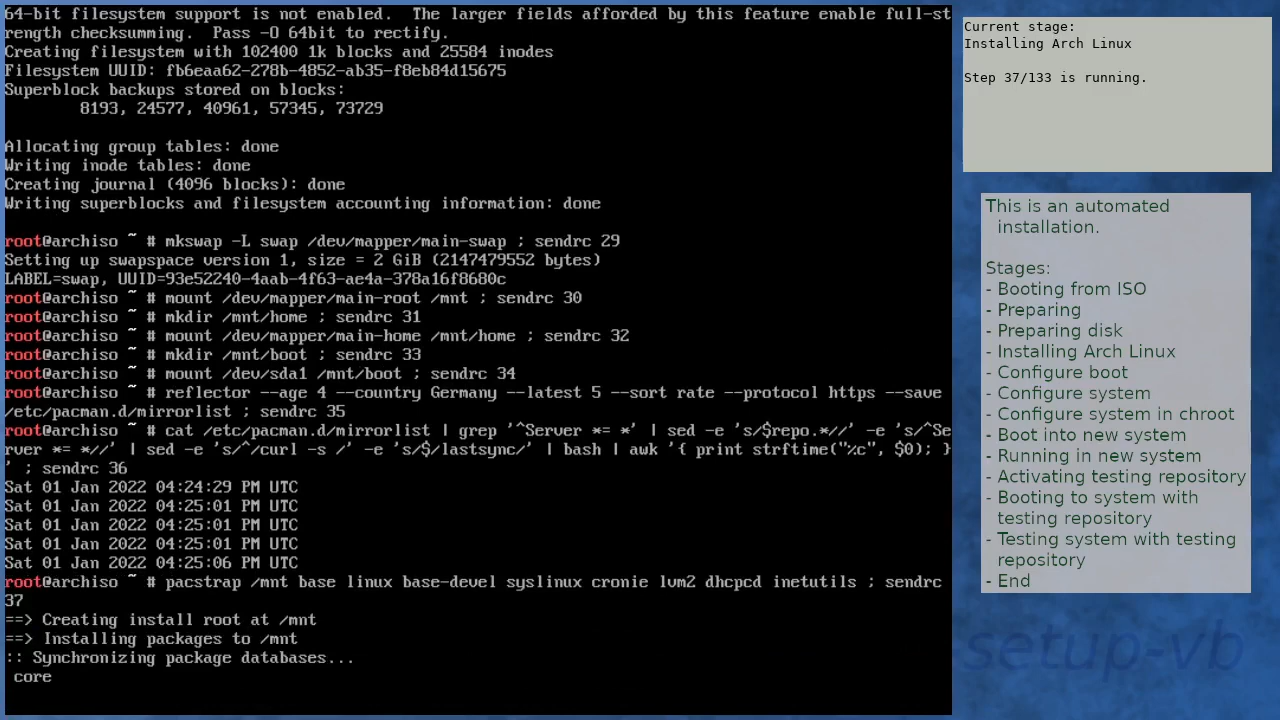 64-bit filesystem support is not enabled.  The larger fields afforded by this feature enable full-st
rength checksumming.  Pass -O 64bit to rectify.
Creating filesystem with 102400 1k blocks and 25584 inodes
Filesystem UUID: fb6eaa62-278b-4852-ab35-f8eb84d15675
Superblock backups stored on blocks:
        8193, 24577, 40961, 57345, 73729
Allocating group tables: done
Writing inode tables: done
Creating journal (4096 blocks): done
Writing superblocks and filesystem accounting information: done
root@archiso ~ # mkswap -L swap /dev/mapper/main-swap ; sendrc 29
Setting up swapspace version 1, size = 2 GiB (2147479552 bytes)
LABEL=swap, UUID=93e52240-4aab-4f63-ae4a-378a16f8680c
root@archiso ~ # mount /dev/mapper/main-root /mnt ; sendrc 30
root@archiso ~ # mkdir /mnt/home ; sendrc 31
root@archiso ~ # mount /dev/mapper/main-home /mnt/home ; sendrc 32
root@archiso ~ # mkdir /mnt/boot ; sendrc 33
root@archiso ~ # mount /dev/sda1 /mnt/boot ; sendrc 34
root@archiso ~ # reflector --age 4 --country Germany --latest 5 --sort rate --protocol https --save
/etc/pacman.d/mirrorlist ; sendrc 35
root@archiso ~ # cat /etc/pacman.d/mirrorlist | grep '^Server *= *' | sed -e 's/$repo.*//' -e 's/^Se
rver *= *//' | sed -e 's/^/curl -s /' -e 's/$/lastsync/' | bash | awk '{ print strftime("%c", $0); }
' ; sendrc 36
Sat 01 Jan 2022 04:24:29 PM UTC
Sat 01 Jan 2022 04:25:01 PM UTC
Sat 01 Jan 2022 04:25:01 PM UTC
Sat 01 Jan 2022 04:25:01 PM UTC
Sat 01 Jan 2022 04:25:06 PM UTC
root@archiso ~ # pacstrap /mnt base linux base-devel syslinux cronie lvm2 dhcpcd inetutils ; sendrc
37
==> Creating install root at /mnt
==> Installing packages to /mnt
:: Synchronizing package databases...
 core
Current stage:
Installing Arch Linux
Step 37/133 is running.
This is an automated
installation.
Stages:
- Booting from ISO
- Preparing
- Preparing disk
- Installing Arch Linux
- Configure boot
- Configure system
- Configure system in chroot
- Boot into new system
- Running in new system
- Activating testing repository
- Booting to system with
testing repository
- Testing system with testing
repository
- End
setup-vb